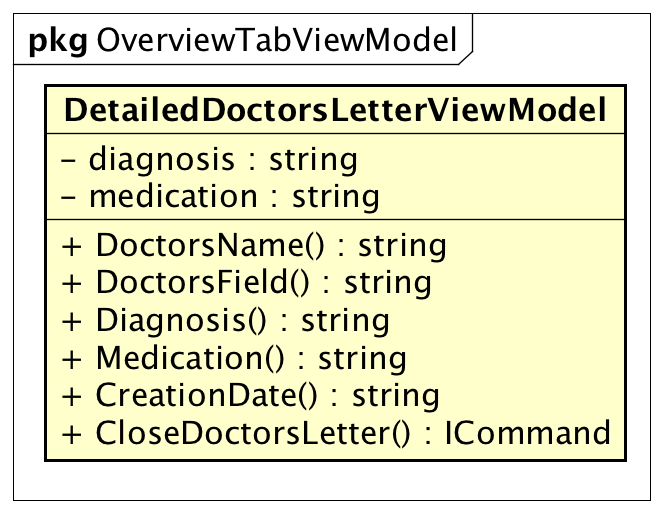 pkg OverviewTabViewModel
DetailedDoctorsLetterViewModel
– diagnosis : string
– medication : string
+ DoctorsName() : string
+ DoctorsField() : string
+ Diagnosis() : string
+ Medication() : string
+ CreationDate() : string
+ CloseDoctorsLetter() : ICommand